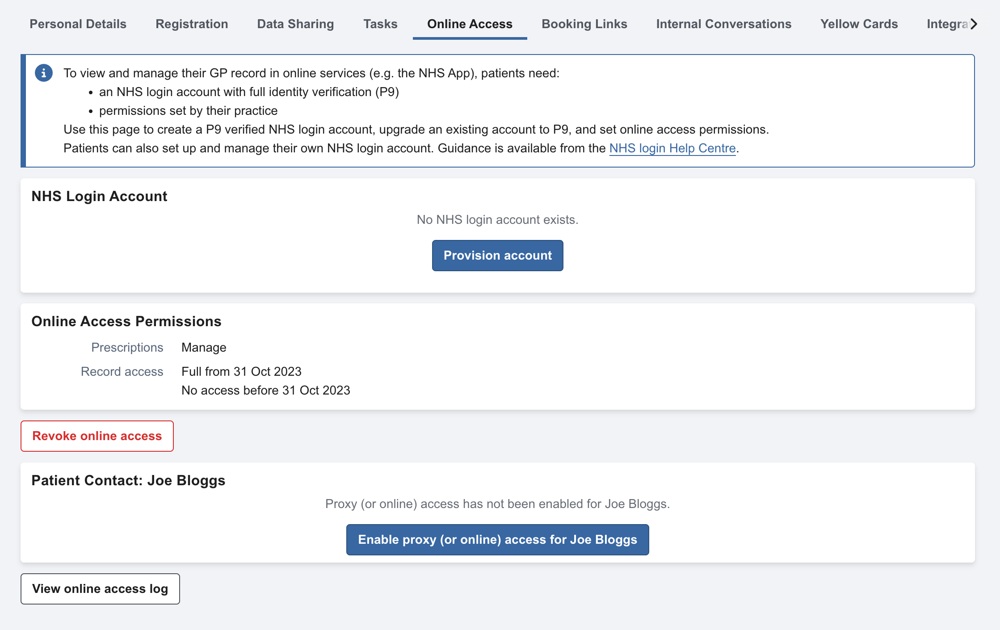 Personal Details Registration Data Sharing Tasks Online Access Booking Links Internal Conversations Yellow Cards Integra
To view and manage their GP record in online services (e.g. the NHS App), patients need:
• an NHS login account with full identity verification (P9)
• permissions set by their practice
Use this page to create a P9 verified NHS login account, upgrade an existing account to P9, and set online access permissions.
Patients can also set up and manage their own NHS login account. Guidance is available from the NHS login Help Centre.
NHS Login Account
No NHS login account exists.
Provision account
Online Access Permissions
Prescriptions Manage
Record access Full from 31 Oct 2023
No access before 31 Oct 2023
Revoke online access
Patient Contact: Joe Bloggs
Proxy (or online) access has not been enabled for Joe Bloggs.
Enable proxy (or online) access for Joe Bloggs
View online access log